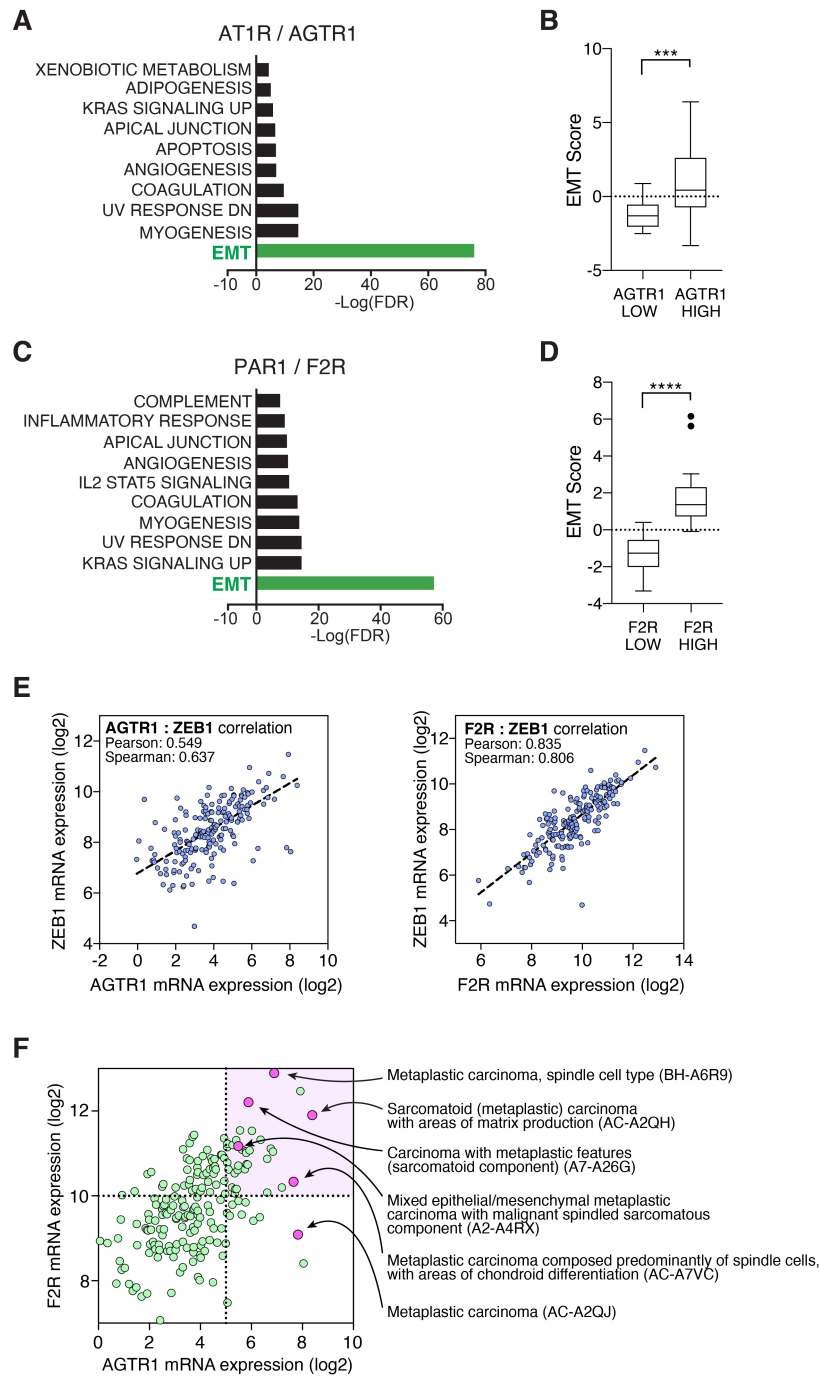 A
AT1R / AGTR1
XENOBIOTIC METABOLISM
ADIPOGENESIS
KRAS SIGNALING UP
APICAL JUNCTION
APOPTOSIS
ANGIOGENESIS
COAGULATION
UV RESPONSE DN
MYOGENESIS
EMT
-10 0 20 40 60 80
-Log(FDR)
B
***
10
5
0
-5
EMT Score
AGTR1 LOW
AGTR1 HIGH
C
PAR1 / F2R
COMPLEMENT
INFLAMMATORY RESPONSE
APICAL JUNCTION
ANGIOGENESIS
IL2 STAT5 SIGNALING
COAGULATION
MYOGENESIS
UV RESPONSE DN
KRAS SIGNALING UP
EMT
-10 0 20 40 60
-Log(FDR)
D
****
8
6
4
2
0
-2
-4
EMT Score
F2R LOW
F2R HIGH
E
AGTR1 : ZEB1 correlation
Pearson: 0.549
Spearman: 0.637
12
10
8
6
4
ZEB1 mRNA expression (log2)
-2 0 2 4 6 8 10
AGTR1 mRNA expression (log2)
F2R : ZEB1 correlation
Pearson: 0.835
Spearman: 0.806
12
10
8
6
4
ZEB1 mRNA expression (log2)
6 8 10 12 14
F2R mRNA expression (log2)
F
12
10
8
F2R mRNA expression (log2)
0 2 4 6 8 10
AGTR1 mRNA expression (log2)
Metaplastic carcinoma, spindle cell type (BH-A6R9)
Sarcomatoid (metaplastic) carcinoma
with areas of matrix production (AC-A2QH)
Carcinoma with metaplastic features
(sarcomatoid component) (A7-A26G)
Mixed epithelial/mesenchymal metaplastic
carcinoma with malignant spindled sarcomatous
component (A2-A4RX)
Metaplastic carcinoma composed predominantly of spindle cells,
with areas of chondroid differentiation (AC-A7VC)
Metaplastic carcinoma (AC-A2QJ)